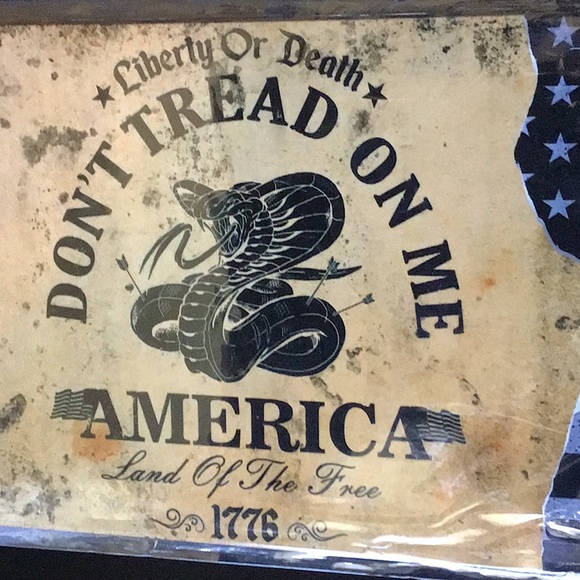 Liberty Or Death
DON'T TREAD ON ME
AMERICA
Land Of The Free
1776